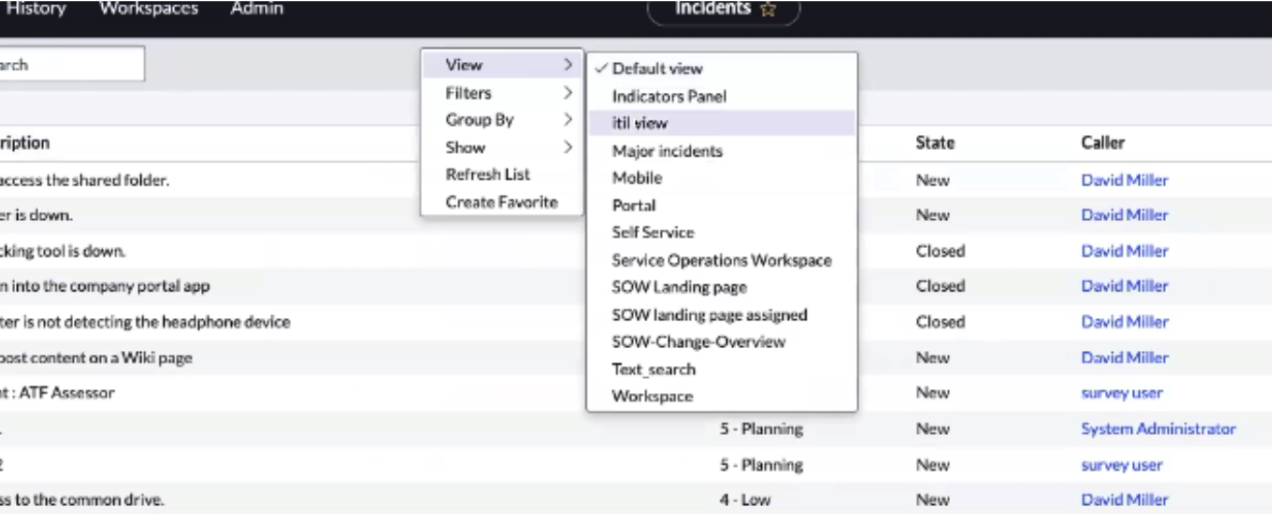 History Workspaces Admin Incidents
arch
View
Filters
Group By
Show
Refresh List
Create Favorite
Default view
Indicators Panel
itil view
Major incidents
Mobile
Portal
Self Service
Service Operations Workspace
SOW Landing page
SOW landing page assigned
SOW-Change-Overview
Text_search
Workspace
ription State Caller
access the shared folder. New David Miller
er is down. New David Miller
cking tool is down. Closed David Miller
n into the company portal app Closed David Miller
ter is not detecting the headphone device Closed David Miller
post content on a Wiki page New David Miller
t : ATF Assessor New survey user
. 5 - Planning New System Administrator
2 5 - Planning New survey user
ss to the common drive. 4 - Low New David Miller